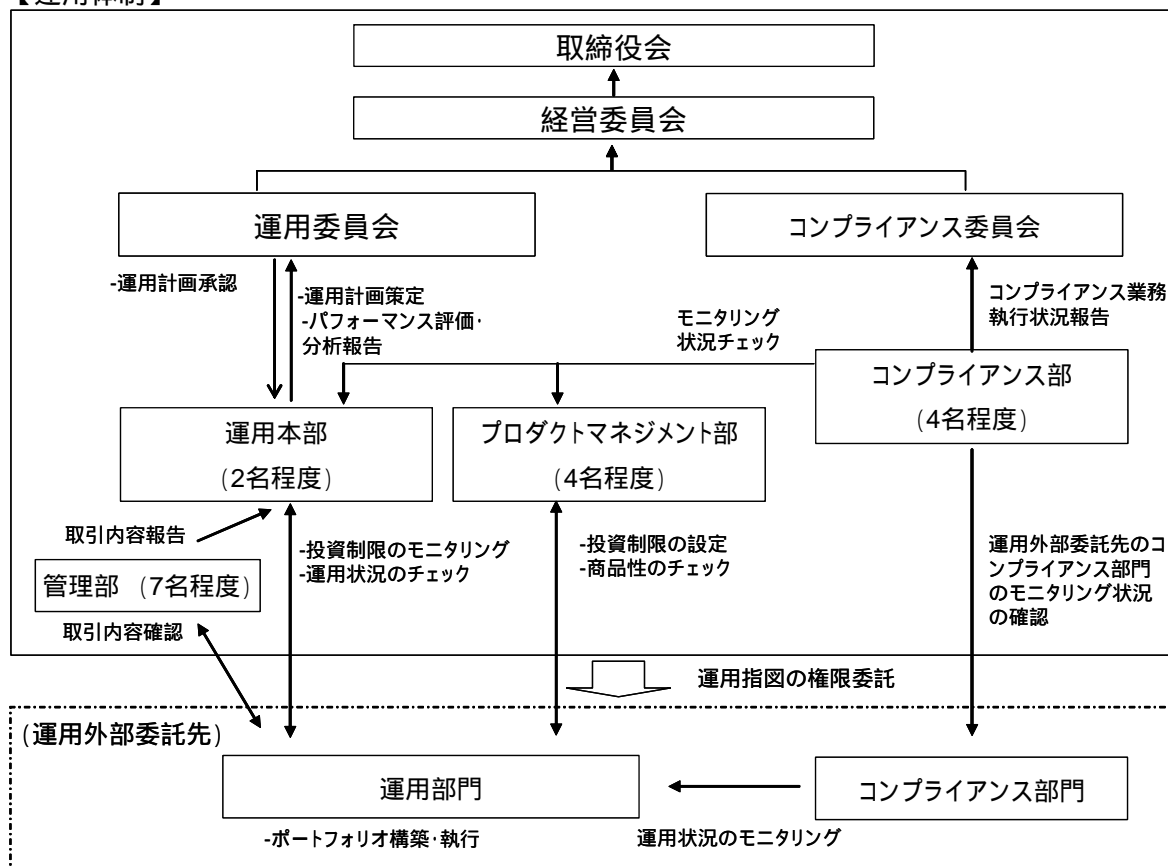 【運用体制】
取締役会
経営委員会
運用委員会
コンプライアンス委員会
-運用計画承認
-運用計画策定
-パフォーマンス評価･
分析報告
モニタリング
状況チェック
コンプライアンス業務
執行状況報告
運用本部
(2名程度)
プロダクトマネジメント部
(4名程度)
コンプライアンス部
(4名程度)
取引内容報告
管理部 (7名程度)
取引内容確認
-投資制限のモニタリング
-運用状況のチェック
-投資制限の設定
-商品性のチェック
運用外部委託先のコ
ンプライアンス部門
のモニタリング状況
の確認
運用指図の権限委託
(運用外部委託先)
運用部門
コンプライアンス部門
-ポートフォリオ構築･執行
運用状況のモニタリング